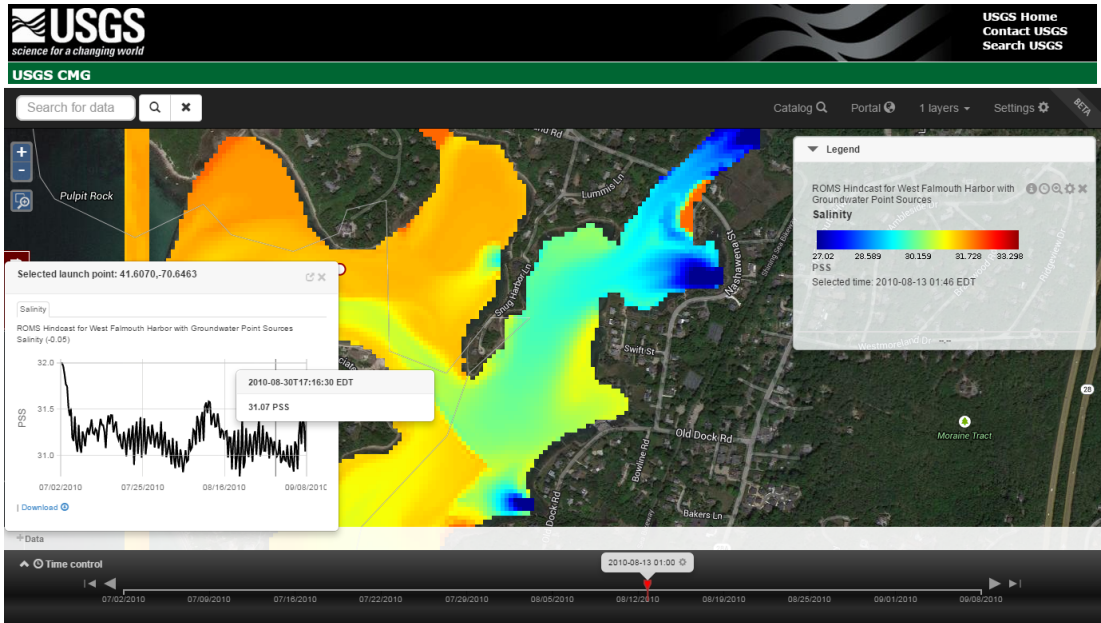 USGS
science for a changing world
USGS Home
Contact USGS
Search USGS
USGS CMG
Search for data
Catalog
Portal
1 layers
Settings
BETA
+
-
Pulpit Rock
Lummis Ln
Snug Harbor Ln
Washawena St
Swift St
Old Dock Rd
Bowline Rd
Dock Rd
Bakers Ln
Moraine Tract
28
Ridgeview Dr
Westmoreland Dr
Legend
ROMS Hindcast for West Falmouth Harbor with
Groundwater Point Sources
Salinity
27.02 28.589 30.159 31.728 33.298
PSS
Selected time: 2010-08-13 01:46 EDT
Selected launch point: 41.6070,-70.6463
Salinity
ROMS Hindcast for West Falmouth Harbor with Groundwater Point Sources
Salinity (-0.05)
32.0
31.5
31.0
PSS
07/02/2010 07/25/2010 08/16/2010 09/08/2010
2010-08-30T17:16:30 EDT
31.07 PSS
| Download
+Data
Time control
2010-08-13 01:00
07/02/2010 07/09/2010 07/16/2010 07/22/2010 07/29/2010 08/05/2010 08/12/2010 08/19/2010 08/25/2010 09/01/2010 09/08/2010